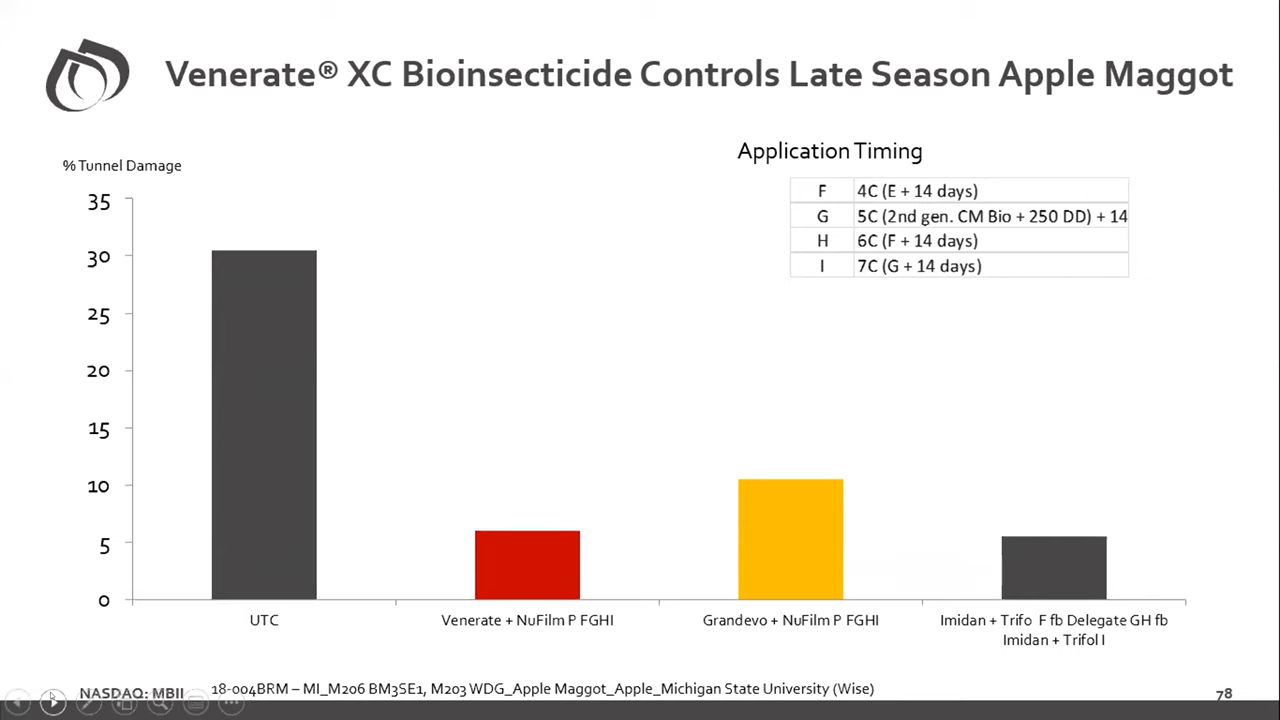 Venerate® XC Bioinsecticide Controls Late Season Apple Maggot
Application Timing
F 4C (E + 14 days)
G 5C (2nd gen. CM Bio + 250 DD) + 14
H 6C (F + 14 days)
I 7C (G + 14 days)
% Tunnel Damage
35
30
25
20
15
10
5
0
UTC
Venerate + NuFilm P FGHI
Grandevo + NuFilm P FGHI
Imidan + Trifo F fb Delegate GH fb
Imidan + Trifol I
NASDAQ: MBII
18-004BRM – MI_M206 BM3SE1, M203 WDG_Apple Maggot_Apple_Michigan State University (Wise)
78